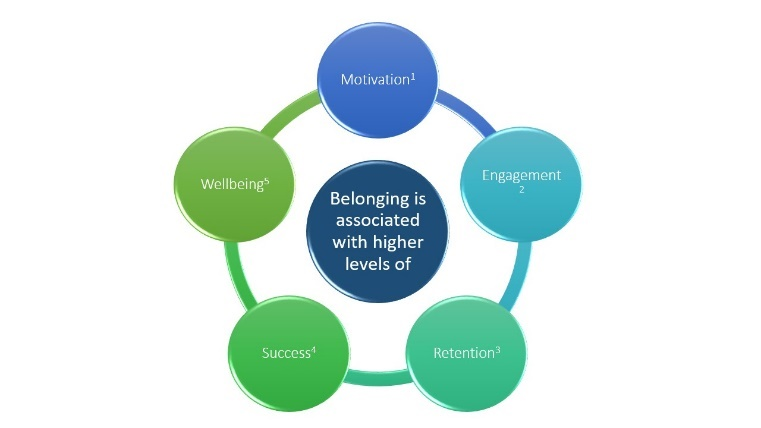 Motivation¹
Engagement
²
Retention³
Success⁴
Wellbeing⁵
Belonging is
associated
with higher
levels of